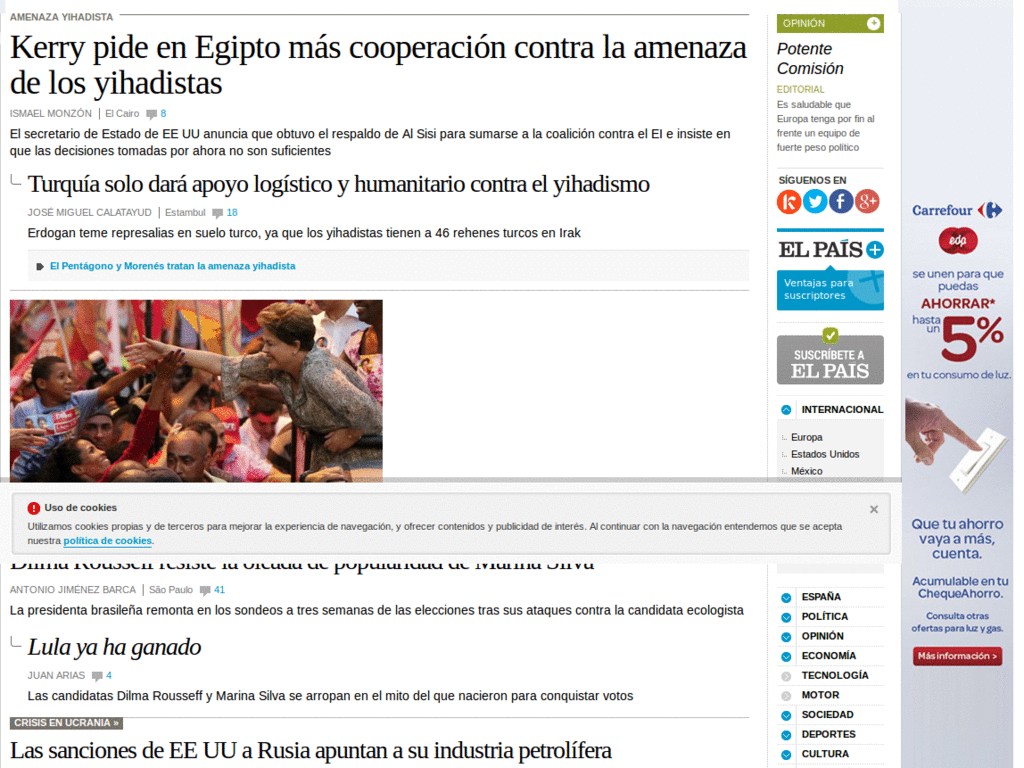 AMENAZA YIHADISTA
Kerry pide en Egipto más cooperación contra la amenaza
de los yihadistas
ISMAEL MONZÓN | El Cairo 8
El secretario de Estado de EE UU anuncia que obtuvo el respaldo de Al Sisi para sumarse a la coalición contra el EI e insiste en
que las decisiones tomadas por ahora no son suficientes
Turquía solo dará apoyo logístico y humanitario contra el yihadismo
JOSÉ MIGUEL CALATAYUD | Estambul 18
Erdogan teme represalias en suelo turco, ya que los yihadistas tienen a 46 rehenes turcos en Irak
El Pentágono y Morenés tratan la amenaza yihadista
Uso de cookies
Utilizamos cookies propias y de terceros para mejorar la experiencia de navegación, y ofrecer contenidos y publicidad de interés. Al continuar con la navegación entendemos que se acepta
nuestra política de cookies.
Dilma Rousseff resiste la oleada de popularidad de Marina Silva
ANTONIO JIMÉNEZ BARCA | São Paulo 41
La presidenta brasileña remonta en los sondeos a tres semanas de las elecciones tras sus ataques contra la candidata ecologista
Lula ya ha ganado
JUAN ARIAS 4
Las candidatas Dilma Rousseff y Marina Silva se arropan en el mito del que nacieron para conquistar votos
CRISIS EN UCRANIA »
Las sanciones de EE UU a Rusia apuntan a su industria petrolífera
OPINIÓN +
Potente
Comisión
EDITORIAL
Es saludable que
Europa tenga por fin al
frente un equipo de
fuerte peso político
SÍGUENOS EN
EL PAÍS +
Ventajas para
suscriptores
SUSCRÍBETE A
EL PAÍS
INTERNACIONAL
Europa
Estados Unidos
México
ESPAÑA
POLÍTICA
OPINIÓN
ECONOMÍA
TECNOLOGÍA
MOTOR
SOCIEDAD
DEPORTES
CULTURA
Carrefour
edp
se unen para que
puedas
AHORRAR*
hasta
un 5%
en tu consumo de luz.
Que tu ahorro
vaya a más,
cuenta.
Acumulable en tu
ChequeAhorro.
Consulta otras
ofertas para luz y gas.
Más información >